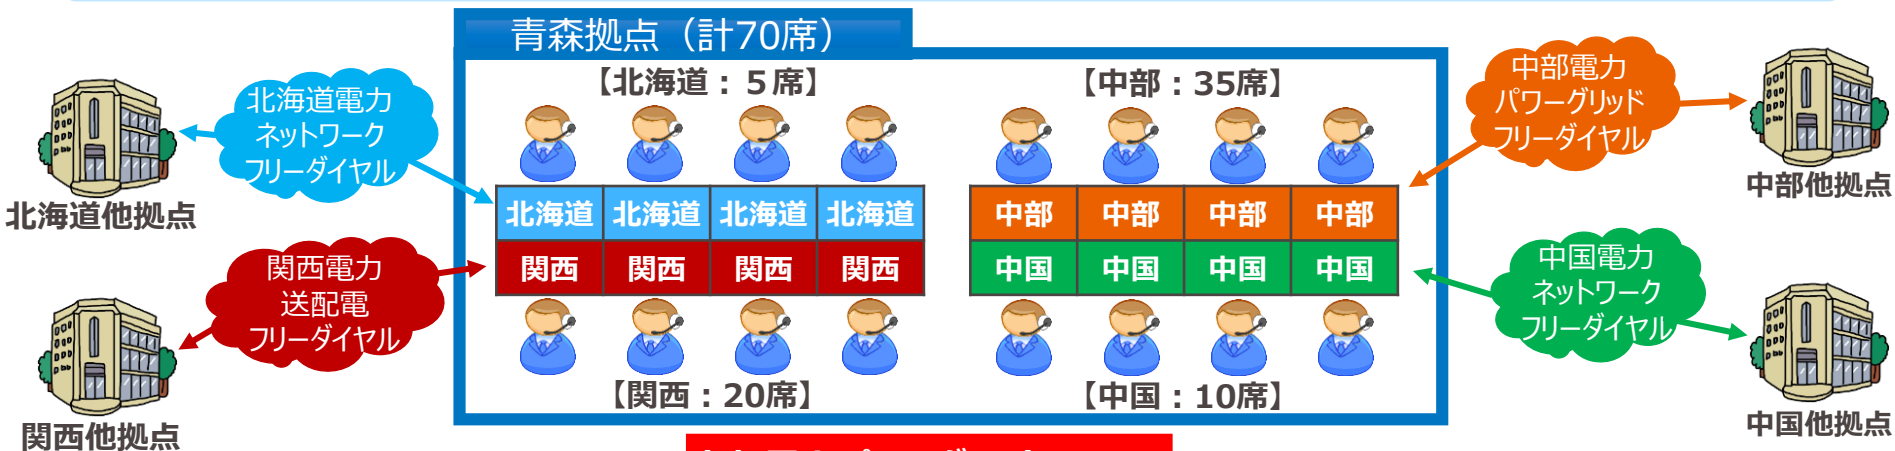 青森拠点（計70席）
【北海道：５席】
【中部：35席】
北海道電力
ネットワーク
フリーダイヤル
中部電力
パワーグリッド
フリーダイヤル
北海道他拠点
中部他拠点
北海道 北海道 北海道 北海道
中部 中部 中部 中部
関西 関西 関西 関西
中国 中国 中国 中国
関西電力
送配電
フリーダイヤル
中国電力
ネットワーク
フリーダイヤル
【関西：20席】
【中国：10席】
関西他拠点
中国他拠点